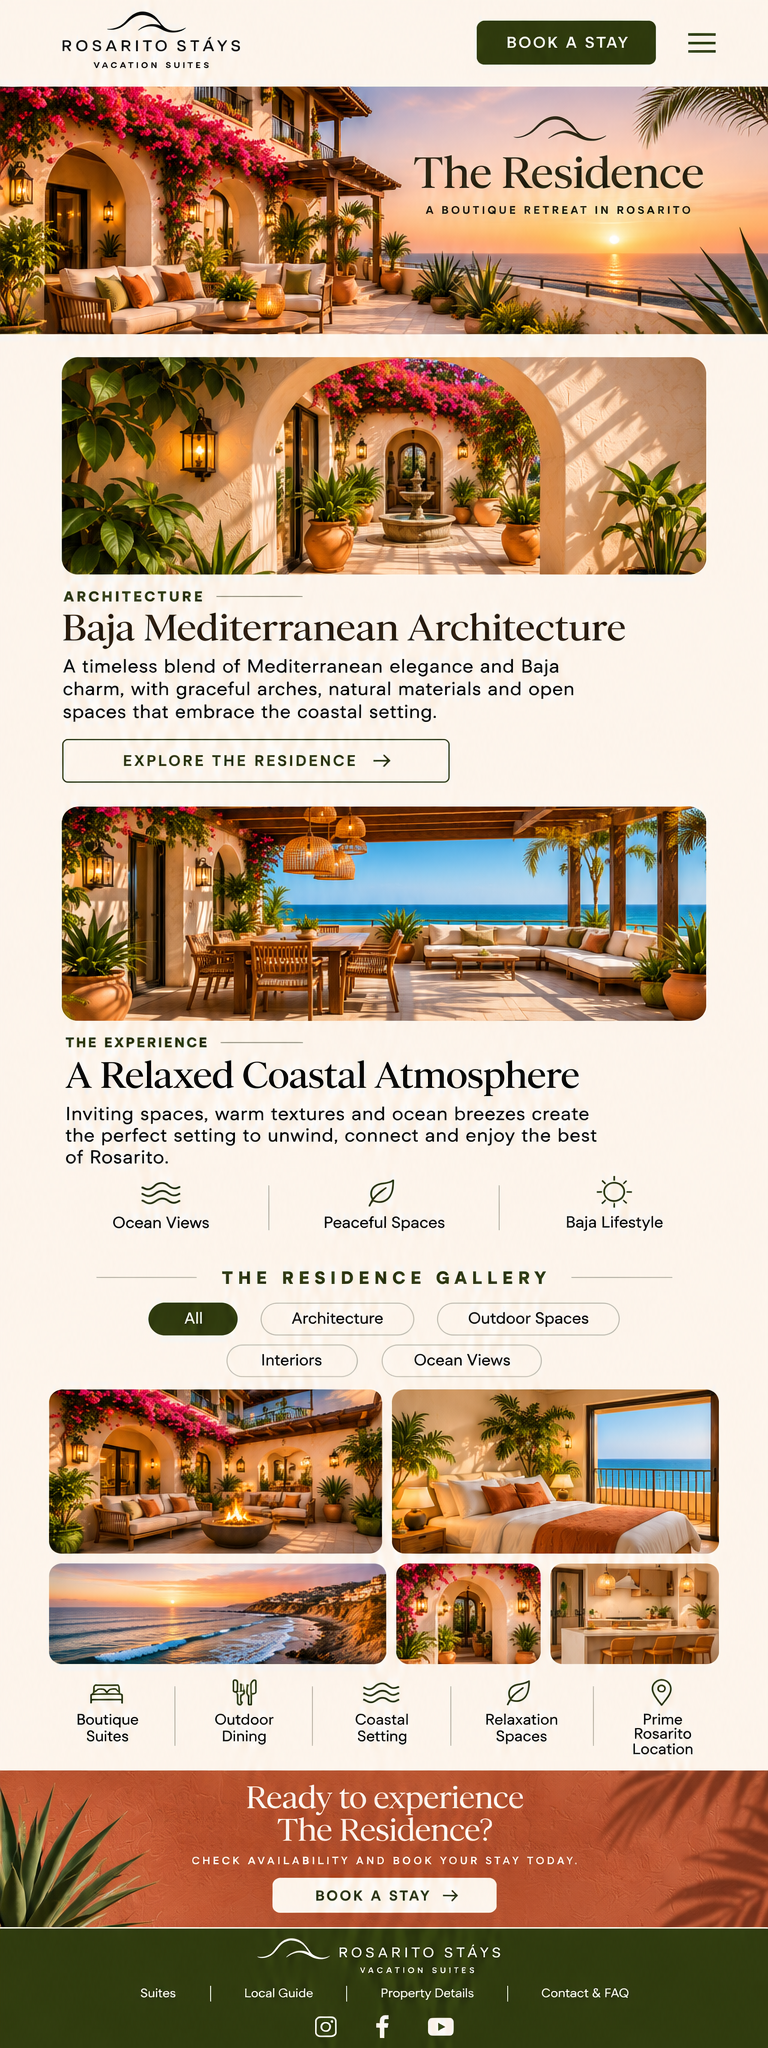 ROSARITO STÁYS
VACATION SUITES
BOOK A STAY
The Residence
A BOUTIQUE RETREAT IN ROSARITO
ARCHITECTURE
Baja Mediterranean Architecture
A timeless blend of Mediterranean elegance and Baja
charm, with graceful arches, natural materials and open
spaces that embrace the coastal setting.
EXPLORE THE RESIDENCE →
THE EXPERIENCE
A Relaxed Coastal Atmosphere
Inviting spaces, warm textures and ocean breezes create
the perfect setting to unwind, connect and enjoy the best
of Rosarito.
Ocean Views
Peaceful Spaces
Baja Lifestyle
THE RESIDENCE GALLERY
All
Architecture
Outdoor Spaces
Interiors
Ocean Views
Boutique
Suites
Outdoor
Dining
Coastal
Setting
Relaxation
Spaces
Prime
Rosarito
Location
Ready to experience
The Residence?
CHECK AVAILABILITY AND BOOK YOUR STAY TODAY.
BOOK A STAY →
ROSARITO STÁYS
VACATION SUITES
Suites
Local Guide
Property Details
Contact & FAQ